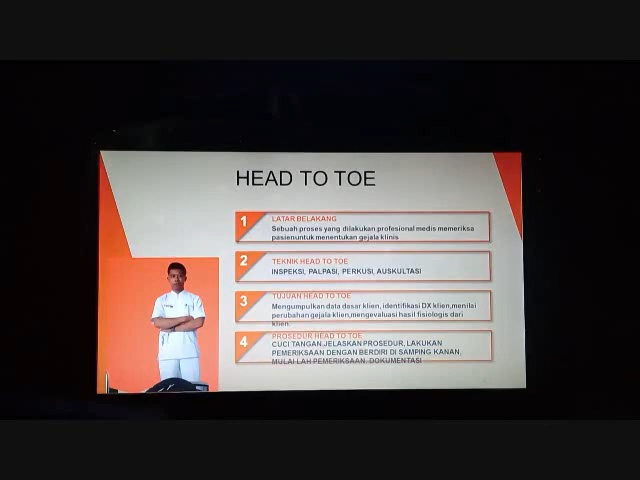 HEAD TO TOE
1
LATAR BELAKANG
Sebuah proses yang dilakukan profesional medis memeriksa
pasienuntuk menentukan gejala klinis
2
TEKNIK HEAD TO TOE
INSPEKSI, PALPASI, PERKUSI, AUSKULTASI
3
TUJUAN HEAD TO TOE
Mengumpulkan data dasar klien, identifikasi DX klien,menilai
perubahan gejala klien,mengevaluasi hasil fisiologis dari
klien.
4
PROSEDUR HEAD TO TOE
CUCI TANGAN,JELASKAN PROSEDUR, LAKUKAN
PEMERIKSAAN DENGAN BERDIRI DI SAMPING KANAN,
MULAI LAH PEMERIKSAAN, DOKUMENTASI